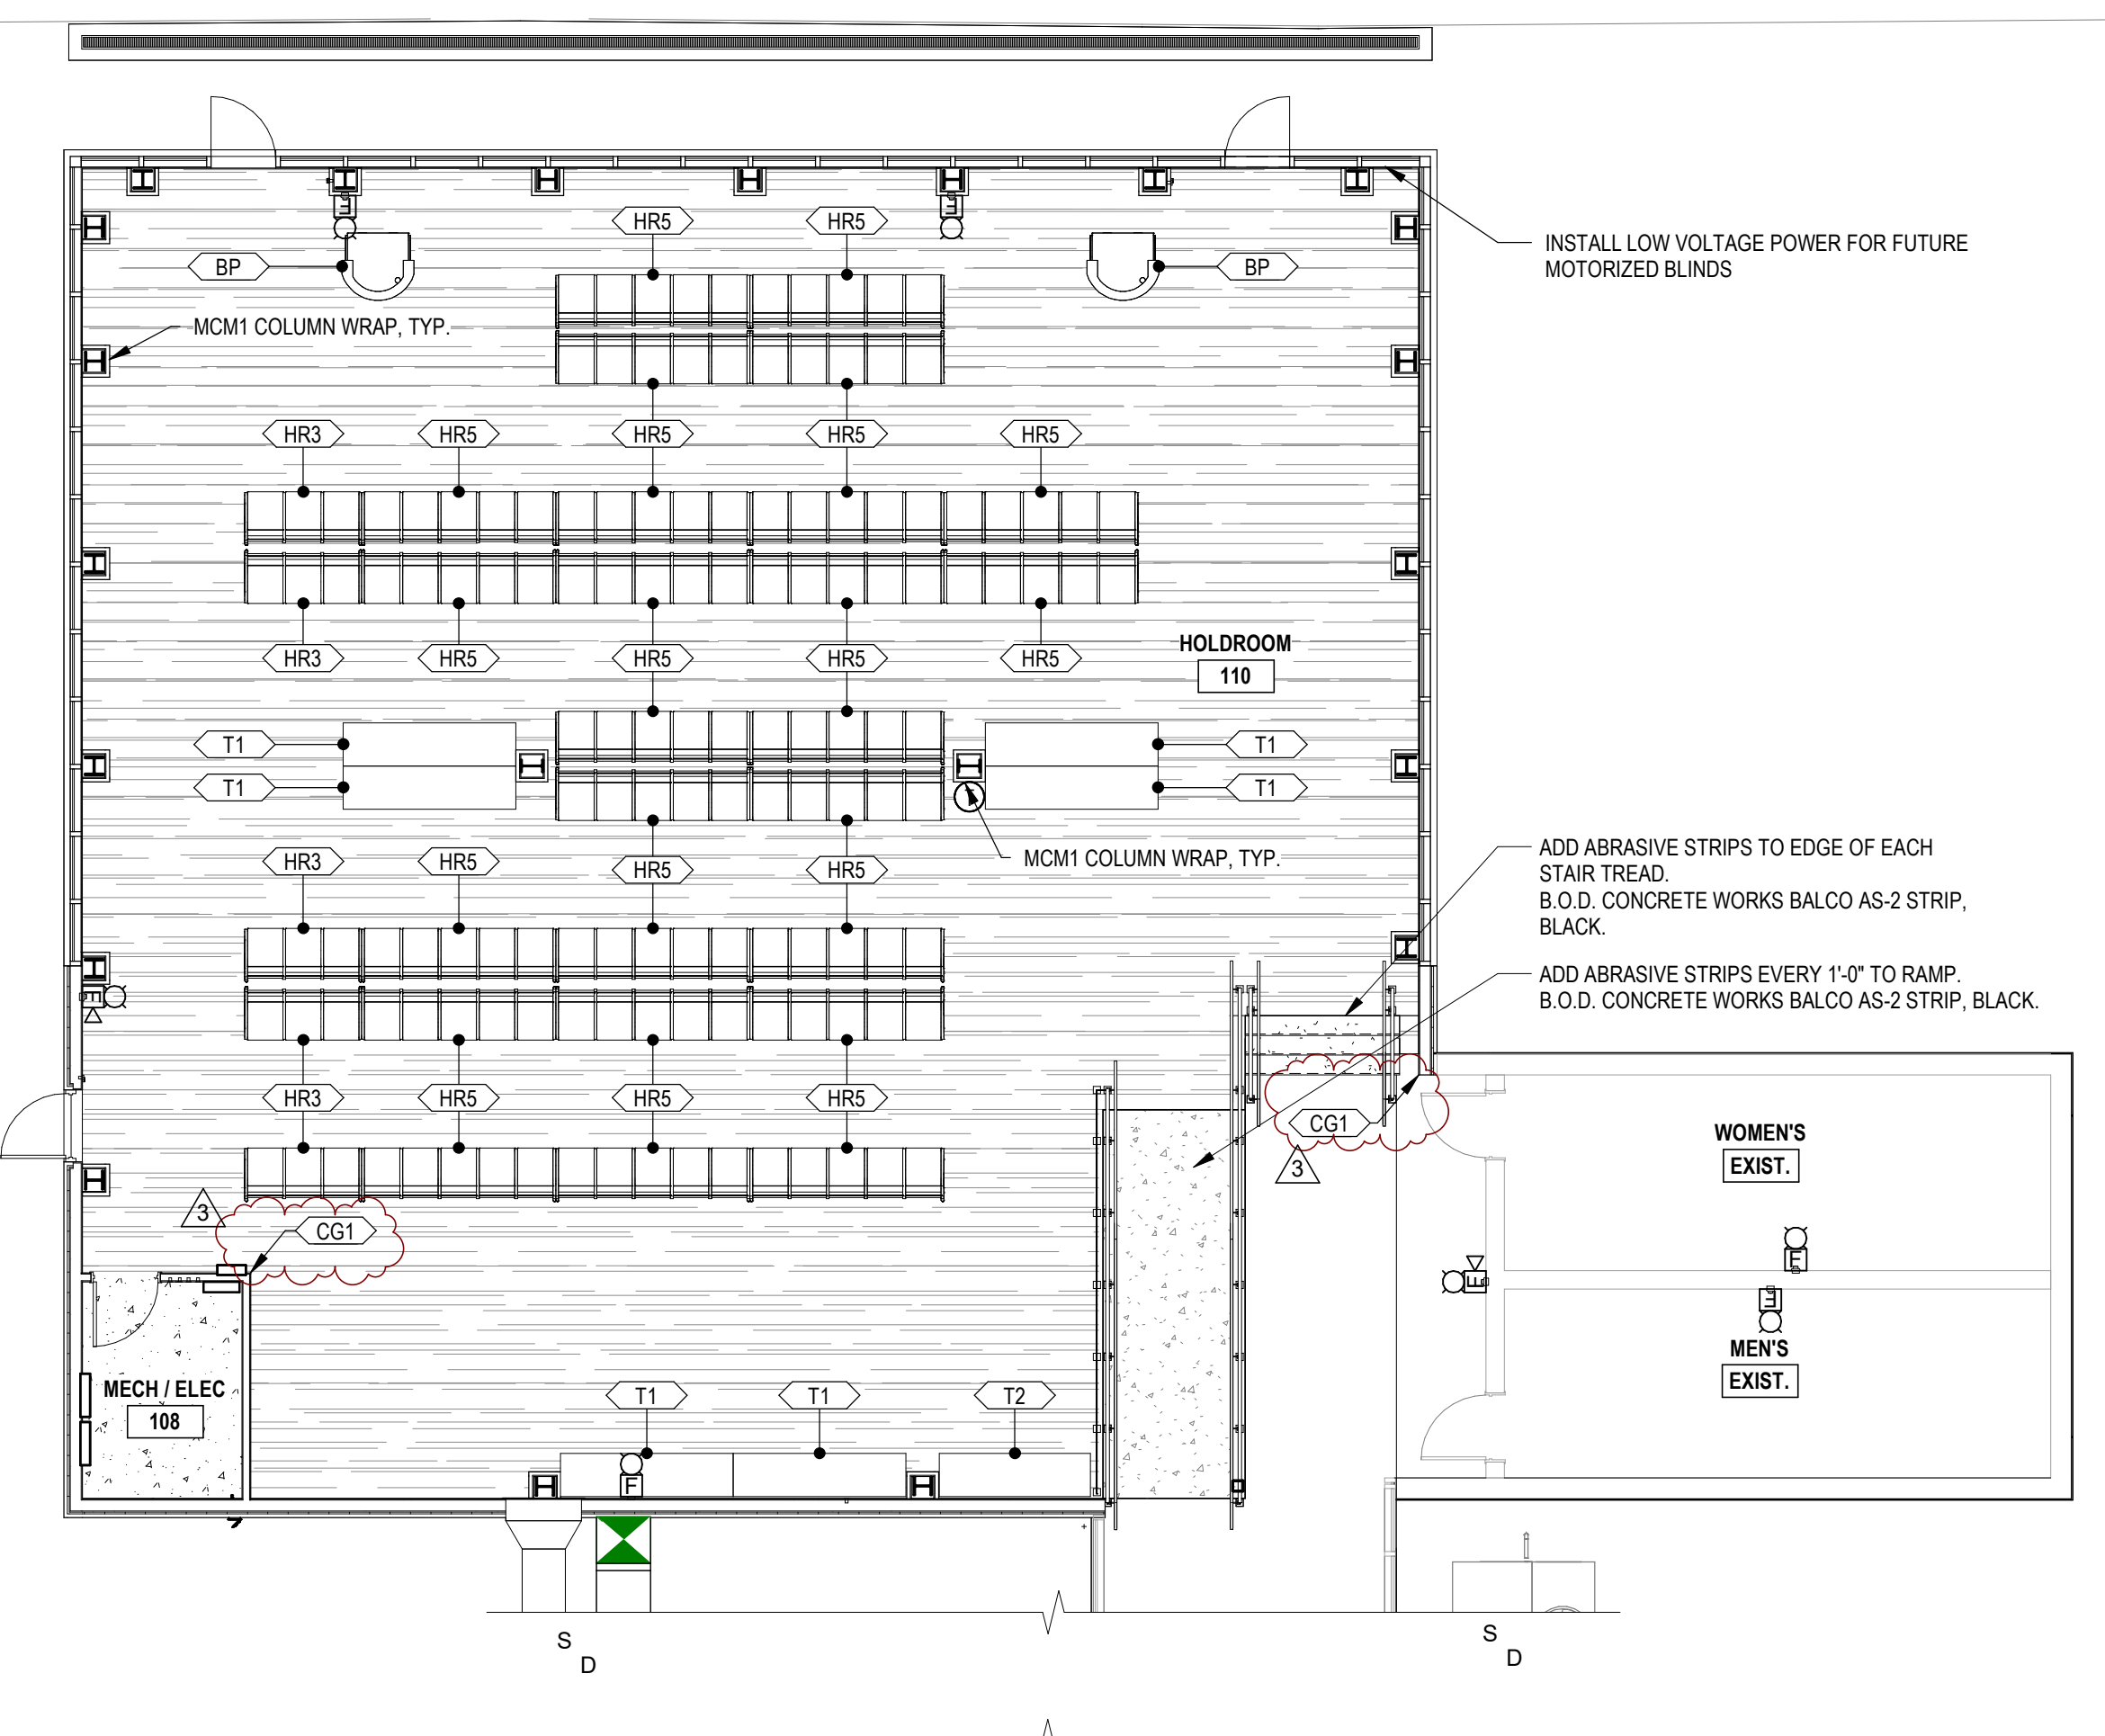 HR5 HR5
INSTALL LOW VOLTAGE POWER FOR FUTURE
MOTORIZED BLINDS
BP BP
MCM1 COLUMN WRAP, TYP.
HR3 HR5 HR5 HR5 HR5
HOLDROOM
110
HR3 HR5 HR5 HR5 HR5
T1 T1
T1 T1
MCM1 COLUMN WRAP, TYP.
HR3 HR5 HR5 HR5
ADD ABRASIVE STRIPS TO EDGE OF EACH
STAIR TREAD.
B.O.D. CONCRETE WORKS BALCO AS-2 STRIP,
BLACK.
ADD ABRASIVE STRIPS EVERY 1'-0" TO RAMP.
B.O.D. CONCRETE WORKS BALCO AS-2 STRIP, BLACK.
E
E
E
HR3 HR5 HR5 HR5
CG1
3
WOMEN'S
EXIST.
3
CG1
F
E
E
MEN'S
EXIST.
MECH / ELEC
108
T1 T1 T2
F
S
D
S
D